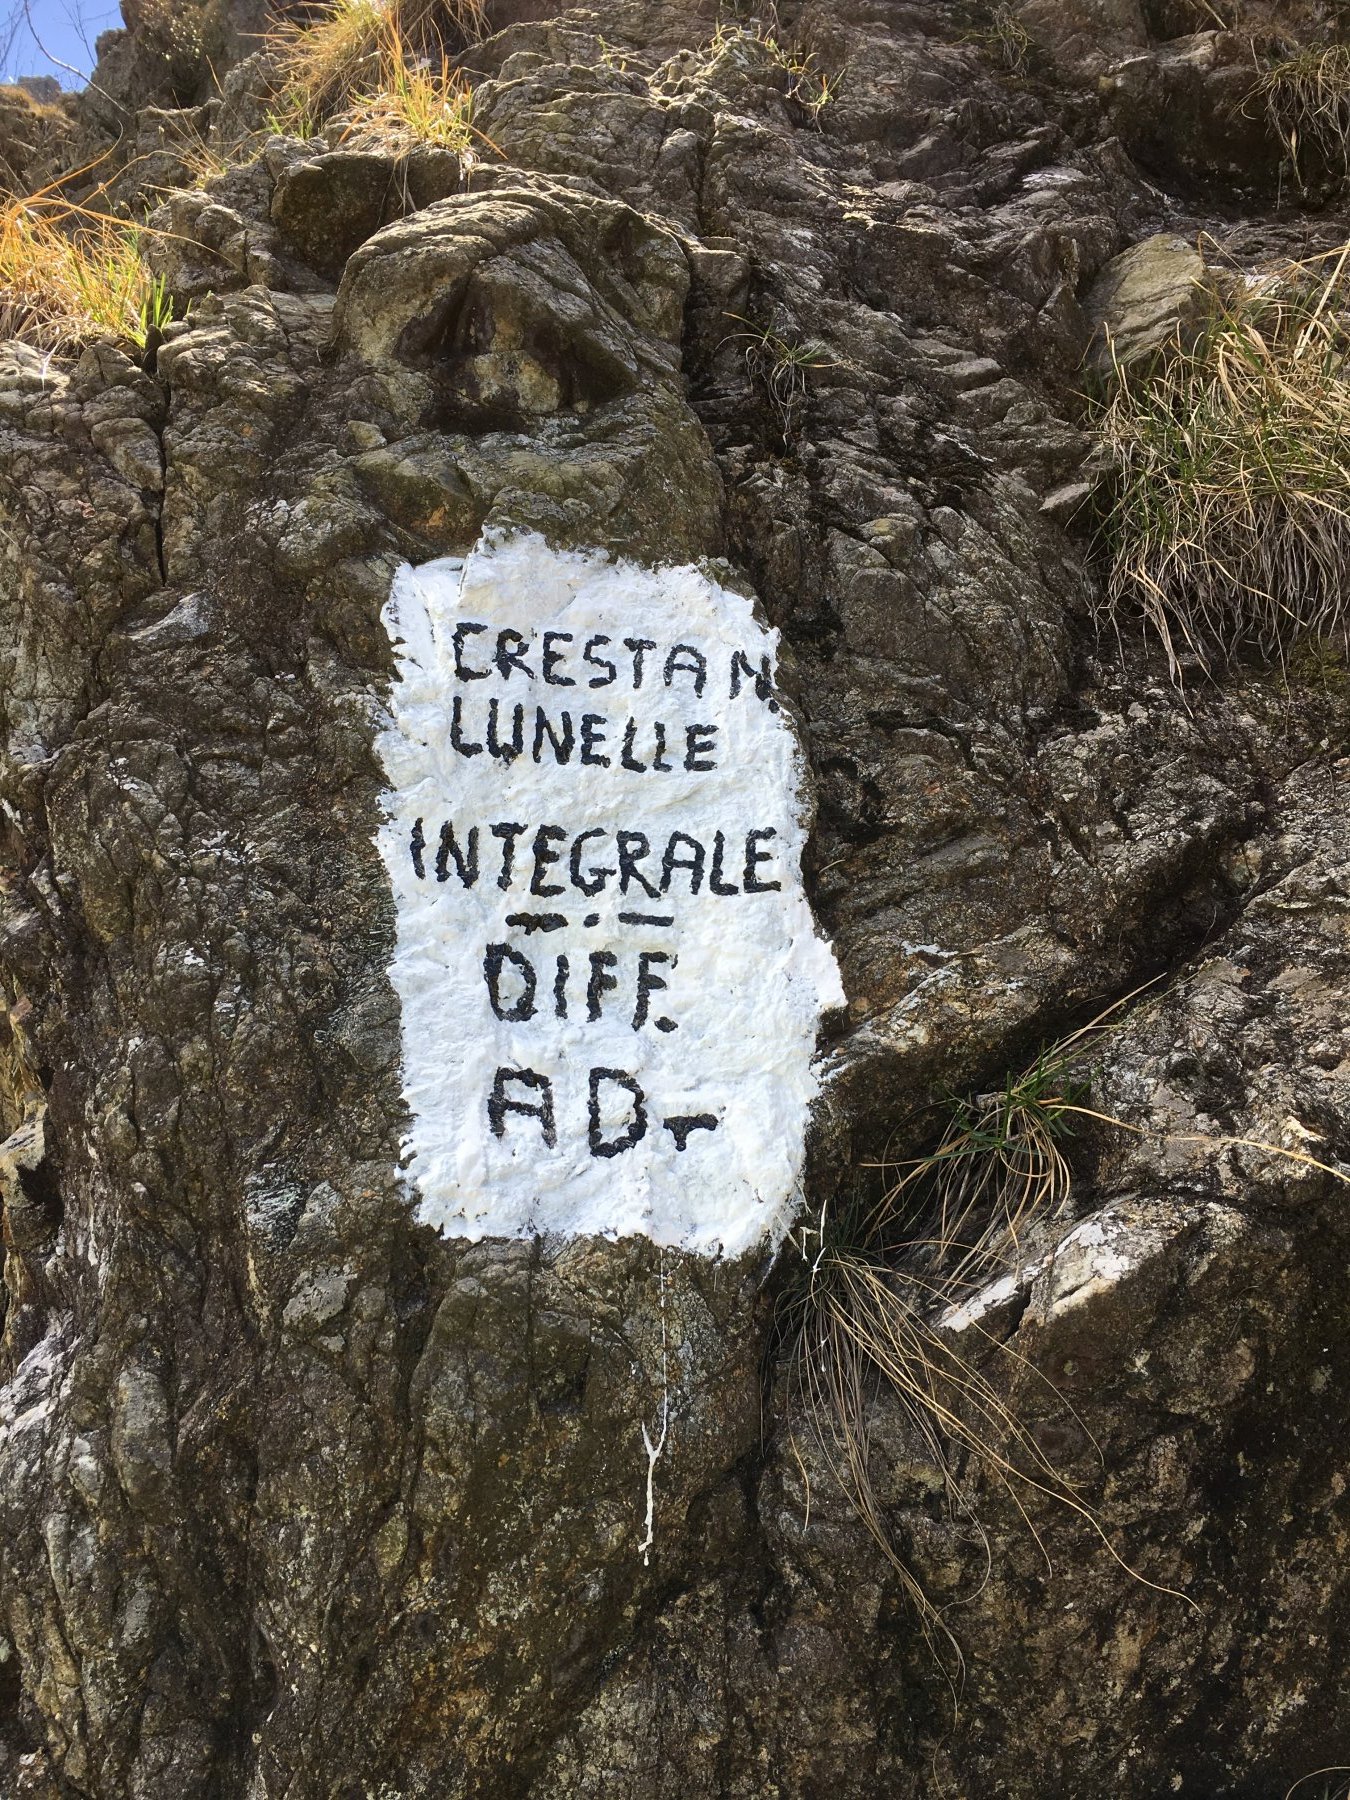 CRESTA N
LUNELLE
INTEGRALE
— · —
DIFF.
AD-